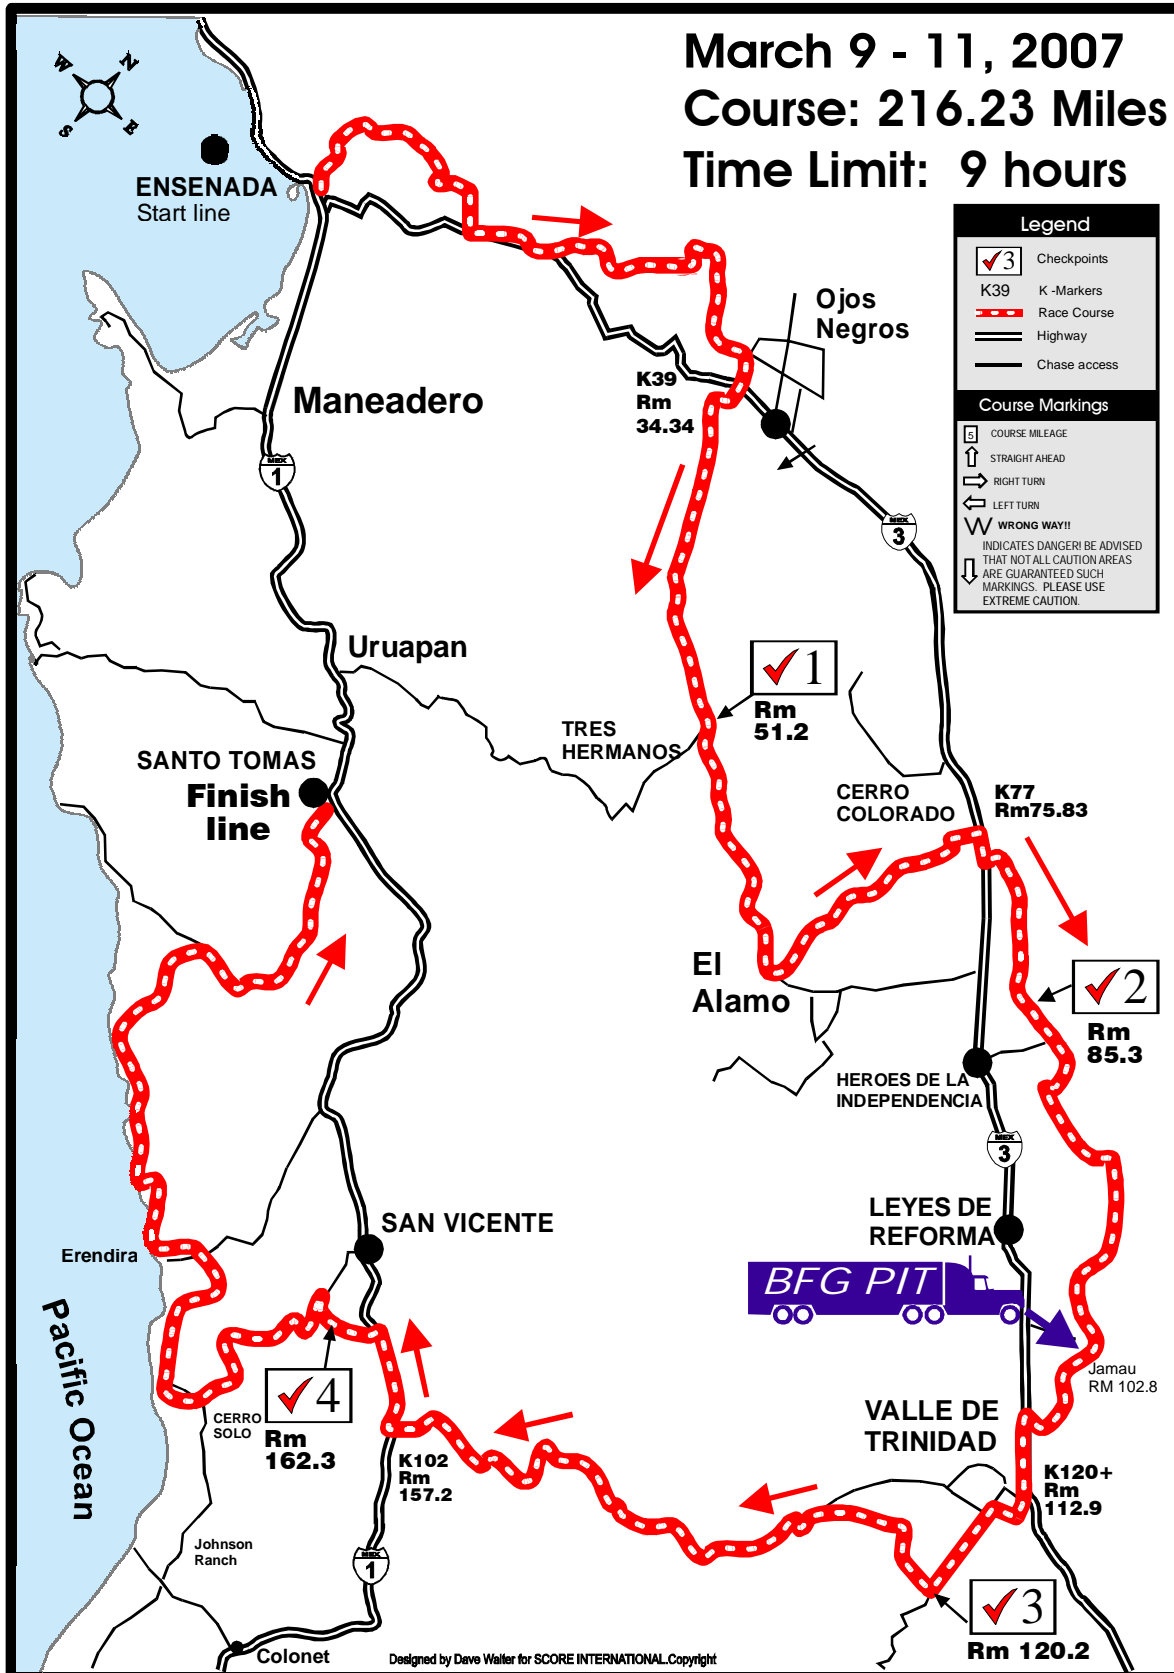 March 9 - 11, 2007
Course: 216.23 Miles
Time Limit: 9 hours
W
N
S
E
ENSENADA
Start line
Legend
3
Checkpoints
K39
K -Markers
Race Course
Highway
Chase access
Course Markings
5
COURSE MILEAGE
STRAIGHT AHEAD
RIGHT TURN
LEFT TURN
W WRONG WAY!!
INDICATES DANGER! BE ADVISED
THAT NOT ALL CAUTION AREAS
ARE GUARANTEED SUCH
MARKINGS. PLEASE USE
EXTREME CAUTION.
Ojos
Negros
K39
Rm
34.34
Maneadero
MEX
1
MEX
3
Uruapan
1
Rm
51.2
TRES
HERMANOS
SANTO TOMAS
Finish
line
CERRO
COLORADO
K77
Rm75.83
El
Alamo
2
Rm
85.3
HEROES DE LA
INDEPENDENCIA
MEX
3
LEYES DE
REFORMA
SAN VICENTE
Erendira
BFG PIT
Jamau
RM 102.8
Pacific Ocean
4
Rm
162.3
CERRO
SOLO
VALLE DE
TRINIDAD
K102
Rm
157.2
K120+
Rm
112.9
Johnson
Ranch
MEX
1
3
Rm 120.2
Colonet
Designed by Dave Walter for SCORE INTERNATIONAL.Copyright